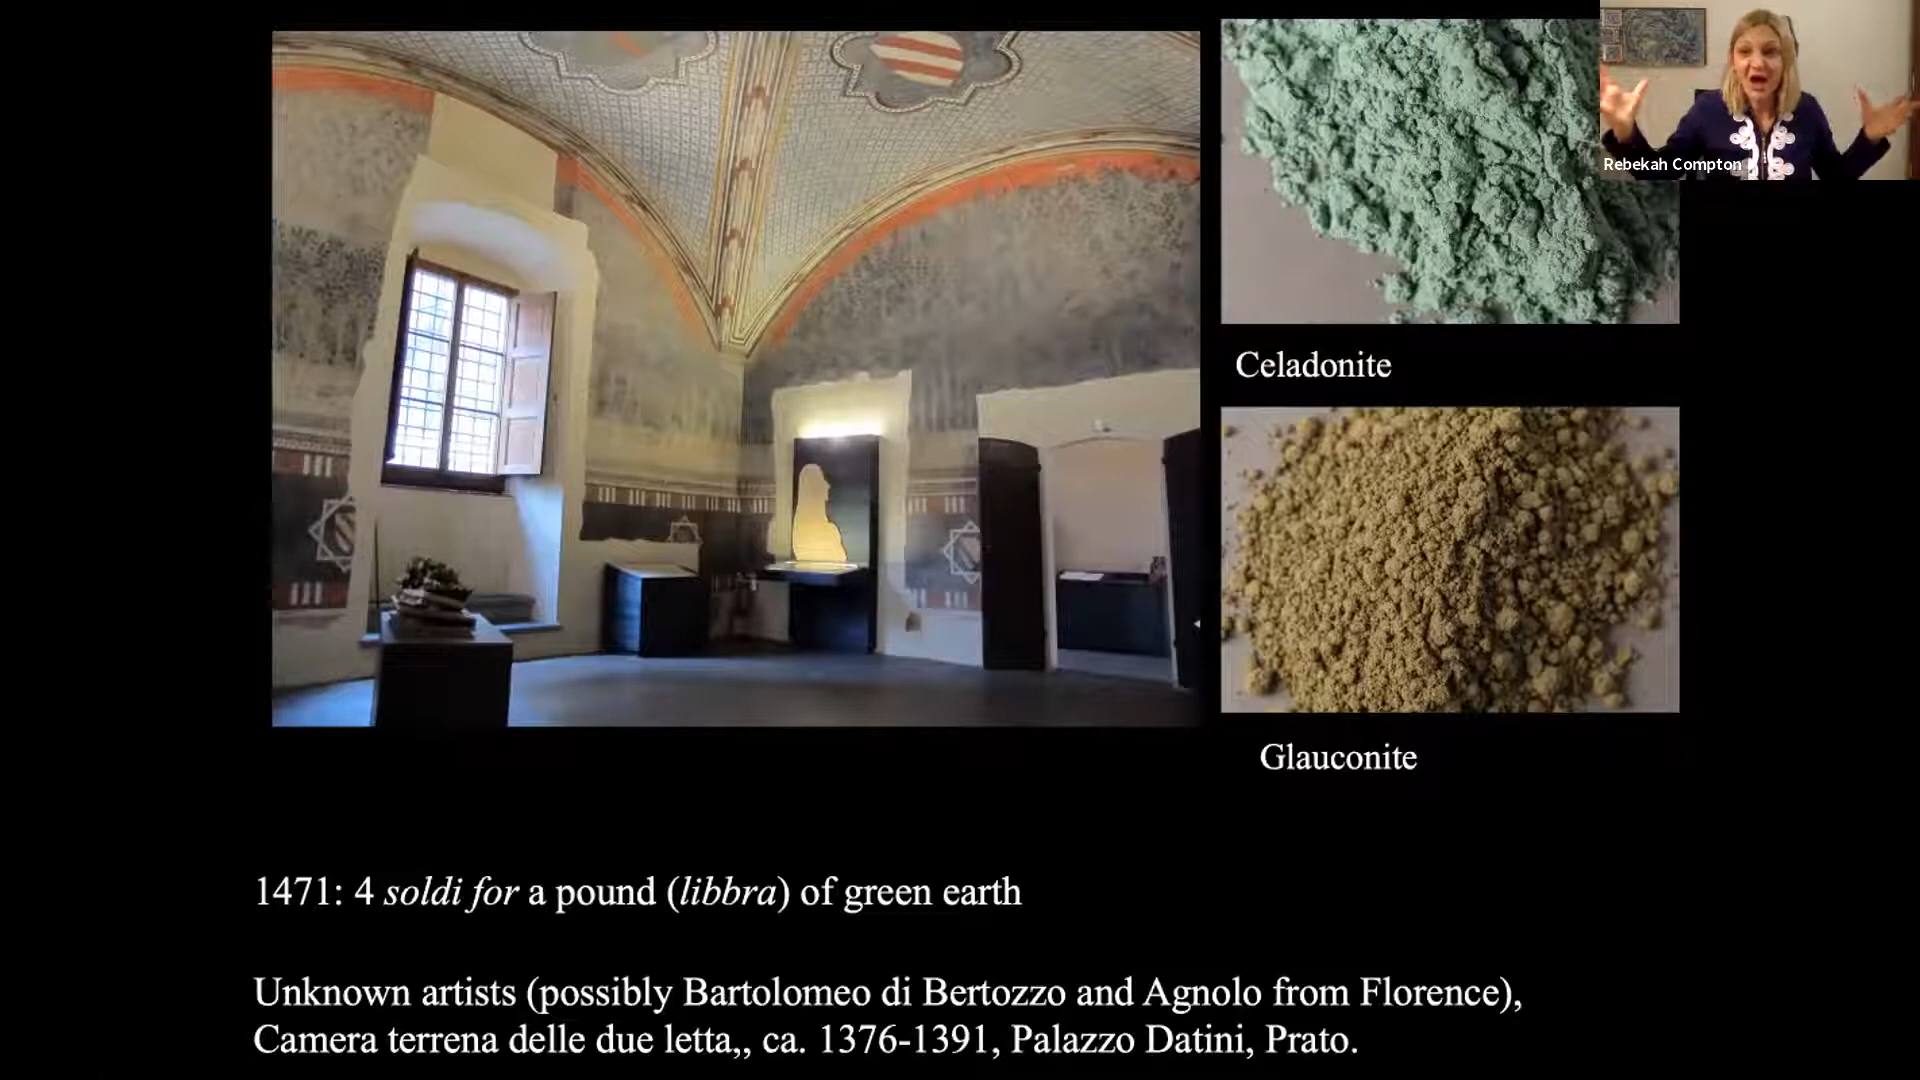 Rebekah Compton
Celadonite
Glauconite
1471: 4 soldi for a pound (libbra) of green earth
Unknown artists (possibly Bartolomeo di Bertozzo and Agnolo from Florence),
Camera terrena delle due letta,, ca. 1376-1391, Palazzo Datini, Prato.